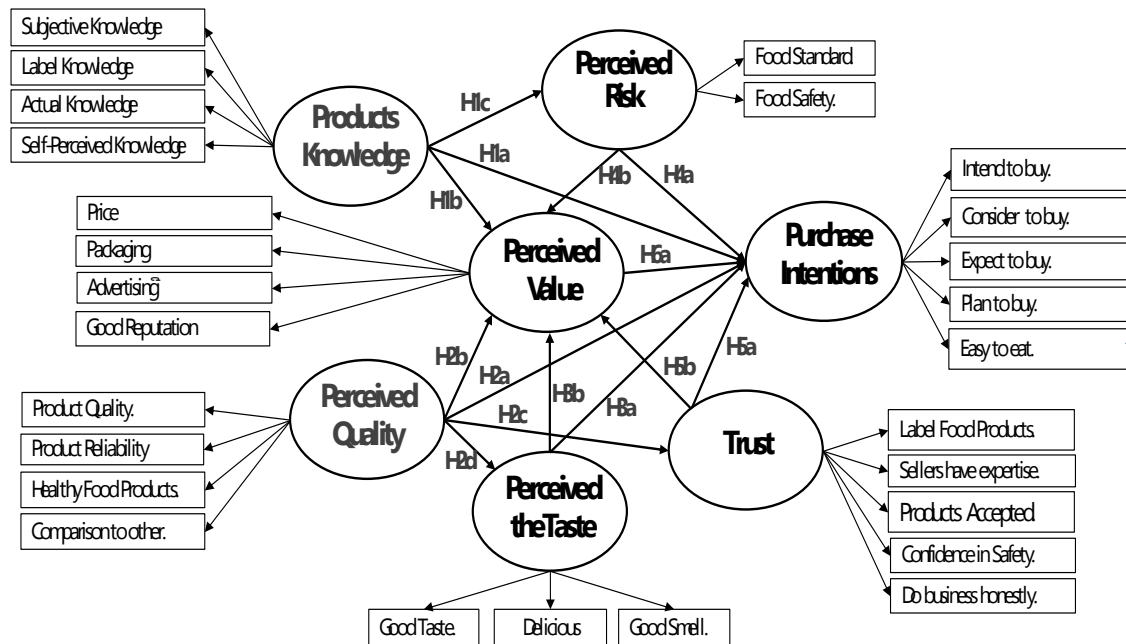 Subjective Knowledge
Label Knowledge
Actual Knowledge
Self-Perceived Knowledge
Products
Knowledge
Perceived
Risk
Food Standard
Food Safety.
H1c
H1a
H1b
H4b
H4a
Price
Packaging
Advertising
Good Reputation
Perceived
Value
H6a
Purchase
Intentions
Intend to buy.
Consider to buy.
Expect to buy.
Plan to buy.
Easy to eat.
Product Quality.
Product Reliability
Healthy Food Products.
Comparison to other.
Perceived
Quality
H2b
H2a
H2c
H2d
H3b
H3a
H5b
H5a
Perceived
the Taste
Trust
Label Food Products.
Sellers have expertise.
Products Accepted.
Confidence in Safety.
Do business honestly.
Good Taste.
Delicious
Good Smell.